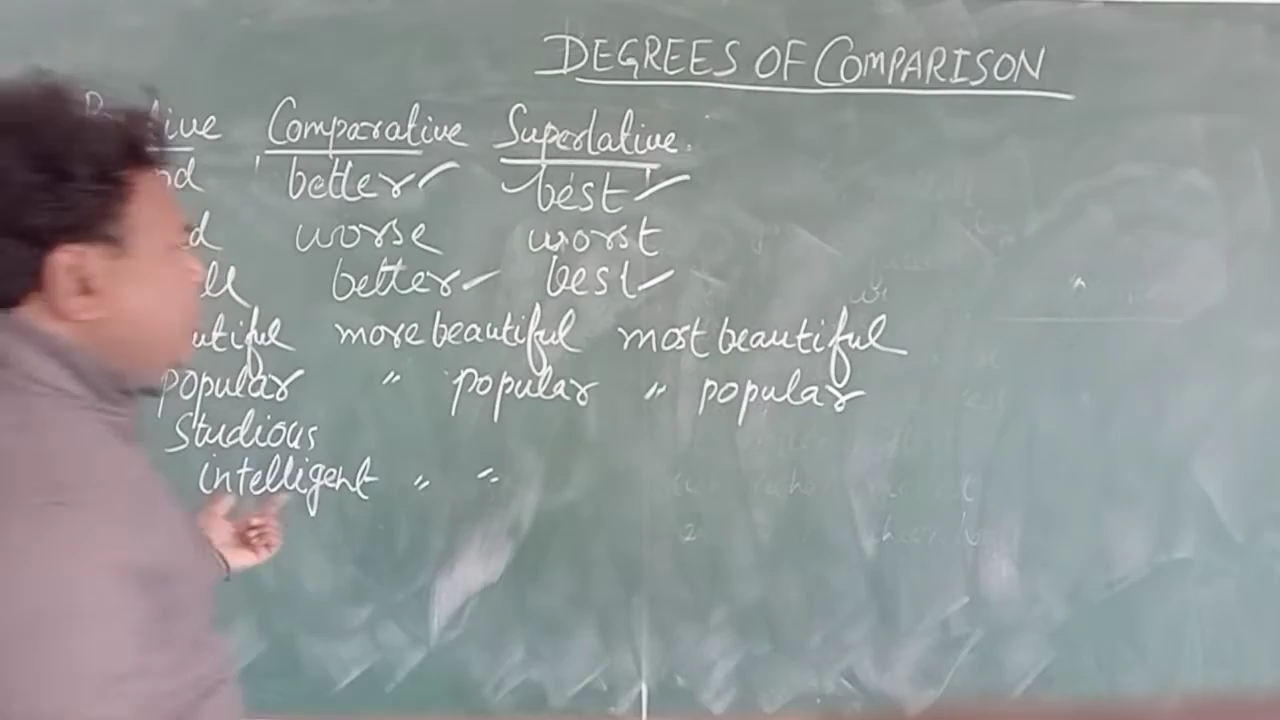 DEGREES OF COMPARISON
Comparative Superlative.
better best
worse worst
better best
more beautiful most beautiful
popular " popular " popular
Studious
intelligent " "